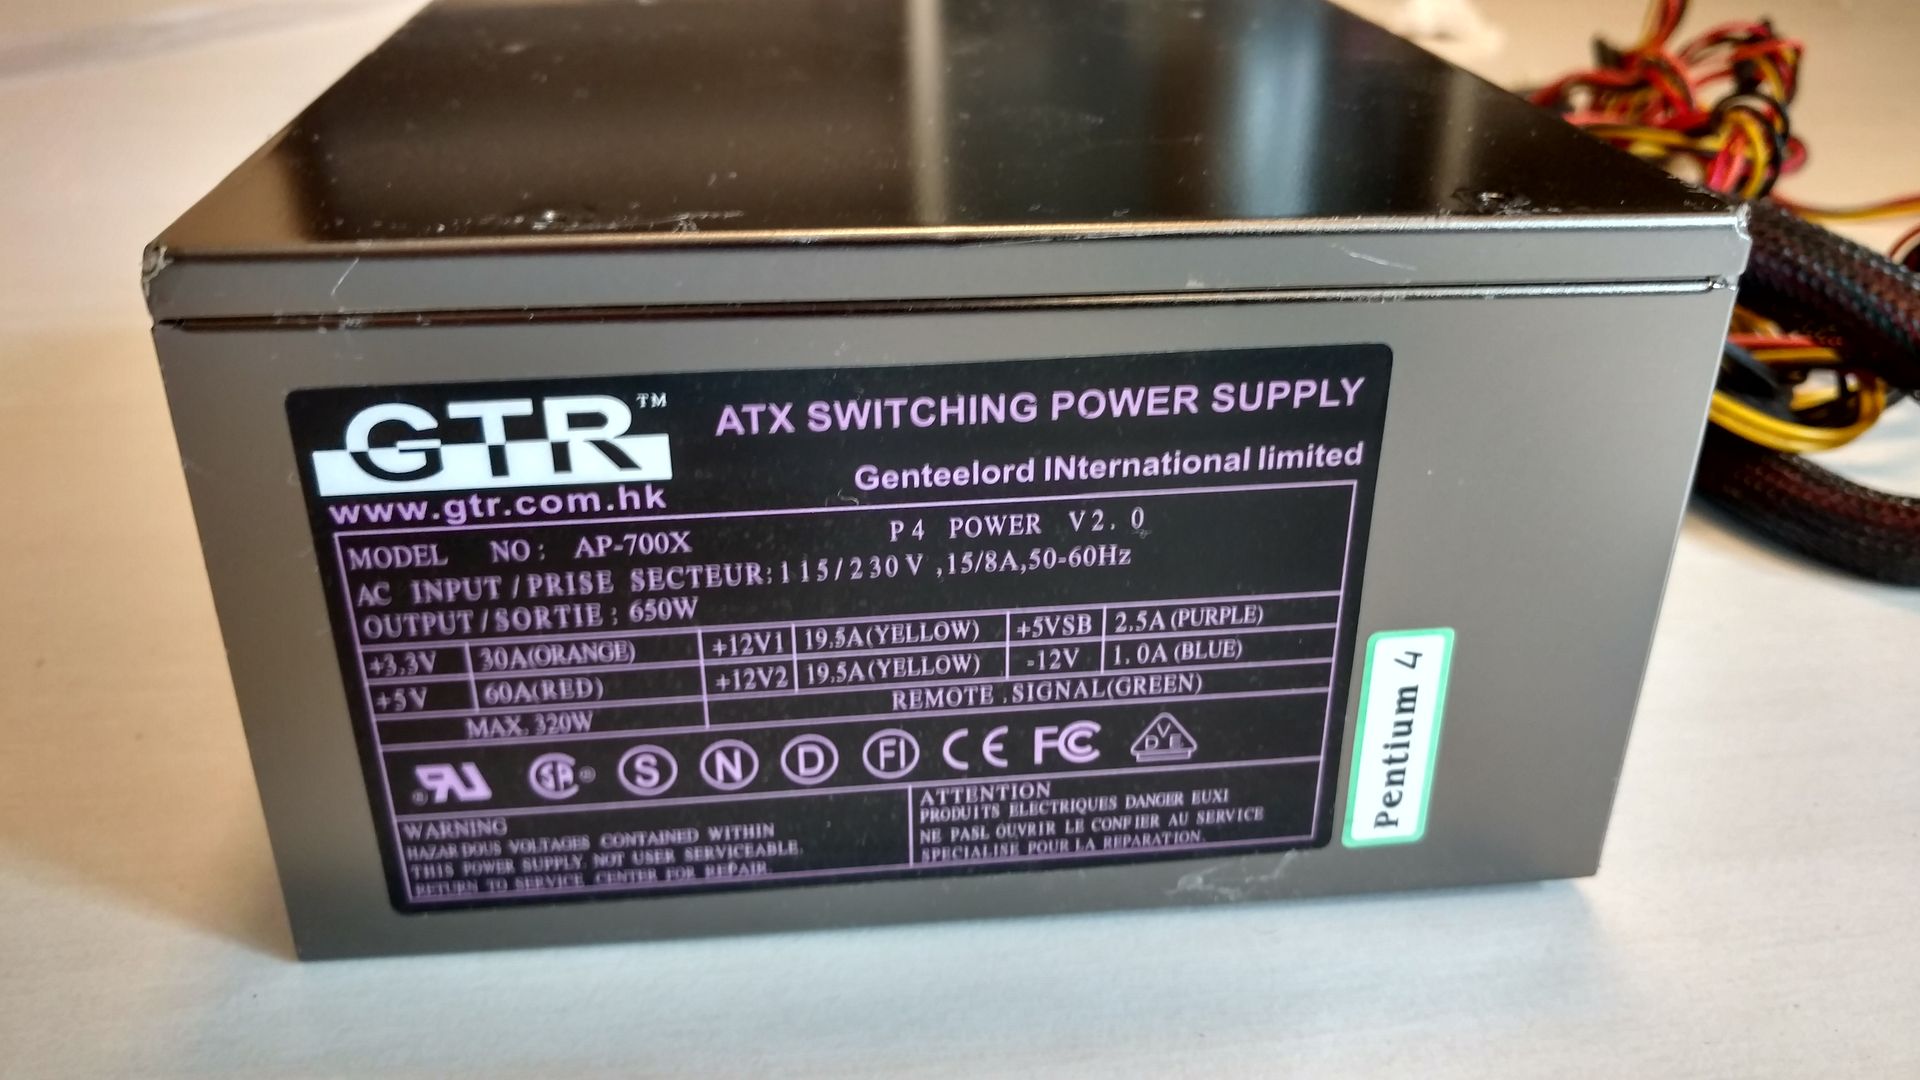 GTR™
ATX SWITCHING POWER SUPPLY
Genteelord INternational limited
www.gtr.com.hk
MODEL NO: AP-700X P4 POWER V2.0
AC INPUT/PRISE SECTEUR:115/230V,15/8A,50-60Hz
OUTPUT/SORTIE: 650W
+3.3V 30A(ORANGE) +12V1 19.5A(YELLOW) +5VSB 2.5A(PURPLE)
+5V 60A(RED) +12V2 19.5A(YELLOW) -12V 1.0A(BLUE)
MAX. 320W REMOTE .SIGNAL(GREEN)
S N D FI CE FC VDE
WARNING
HAZARDOUS VOLTAGES CONTAINED WITHIN
THIS POWER SUPPLY. NOT USER SERVICEABLE.
RETURN TO SERVICE CENTER FOR REPAIR.
ATTENTION
PRODUITS ELECTRIQUES DANGER EUXI
NE PASL OUVRIR LE CONFIER AU SERVICE
SPECIALISE POUR LA REPARATION.
Pentium 4